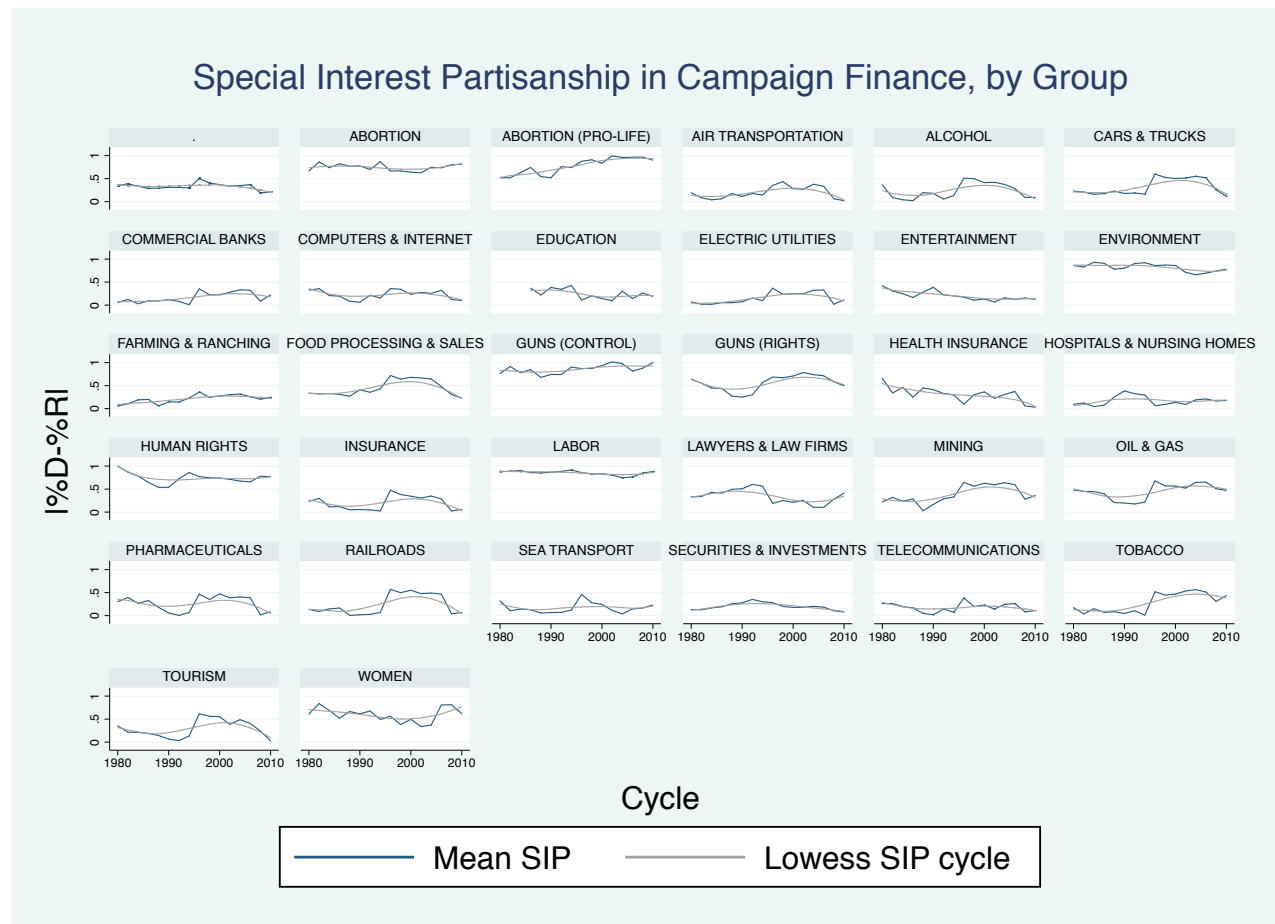 Special Interest Partisanship in Campaign Finance, by Group
. ABORTION ABORTION (PRO-LIFE) AIR TRANSPORTATION ALCOHOL CARS & TRUCKS
1
.5
0
COMMERCIAL BANKS COMPUTERS & INTERNET EDUCATION ELECTRIC UTILITIES ENTERTAINMENT ENVIRONMENT
1
.5
0
FARMING & RANCHING FOOD PROCESSING & SALES GUNS (CONTROL) GUNS (RIGHTS) HEALTH INSURANCE HOSPITALS & NURSING HOMES
1
.5
0
|%D-%R|
HUMAN RIGHTS INSURANCE LABOR LAWYERS & LAW FIRMS MINING OIL & GAS
1
.5
0
PHARMACEUTICALS RAILROADS SEA TRANSPORT SECURITIES & INVESTMENTS TELECOMMUNICATIONS TOBACCO
1
.5
0
1980 1990 2000 2010 1980 1990 2000 2010 1980 1990 2000 2010 1980 1990 2000 2010
TOURISM WOMEN
1
.5
0
1980 1990 2000 2010 1980 1990 2000 2010
Cycle
Mean SIP Lowess SIP cycle